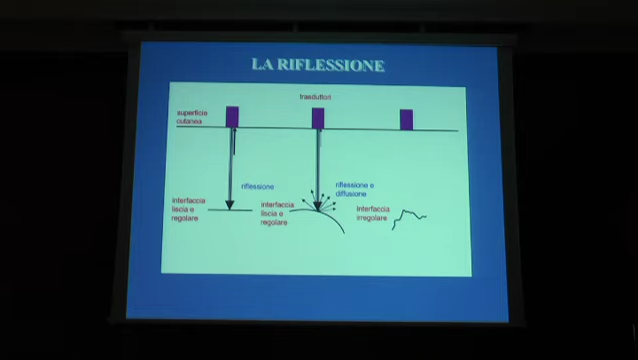 LA RIFLESSIONE
trasduttori
superficie
cutanea
riflessione
riflessione e
diffusione
interfaccia
liscia e
regolare
interfaccia
liscia e
regolare
Interfaccia
irregolare